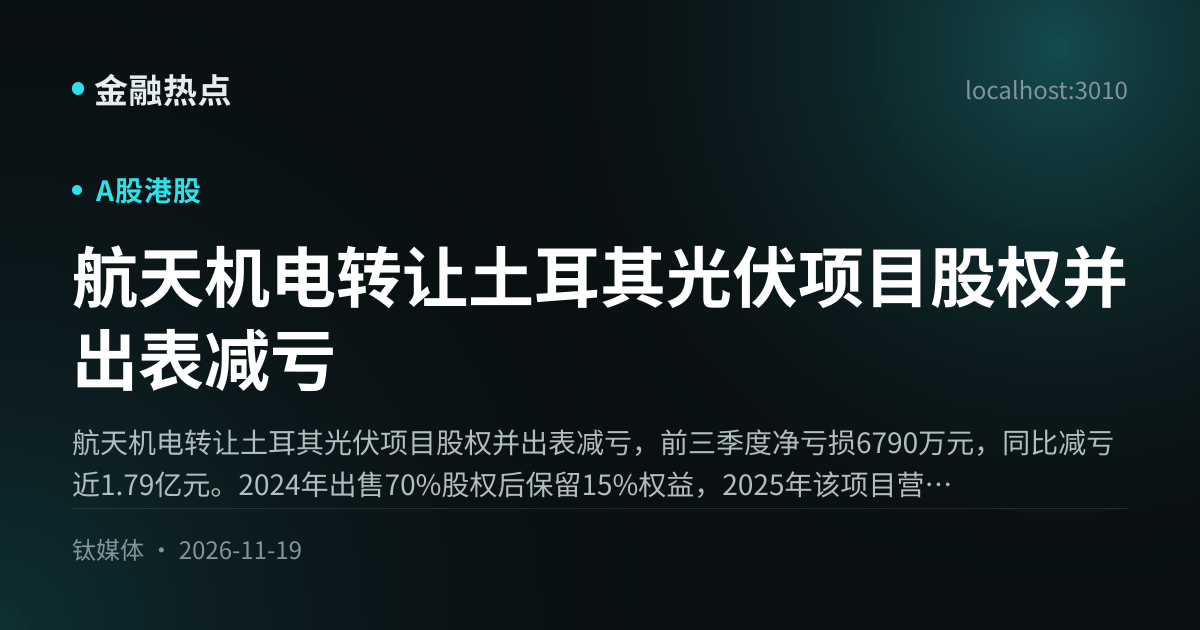 金融热点
localhost:3010
A股港股
航天机电转让土耳其光伏项目股权并
出表减亏
航天机电转让土耳其光伏项目股权并出表减亏，前三季度净亏损6790万元，同比减亏
近1.79亿元。2024年出售70%股权后保留15%权益，2025年该项目营…
钛媒体 · 2026-11-19